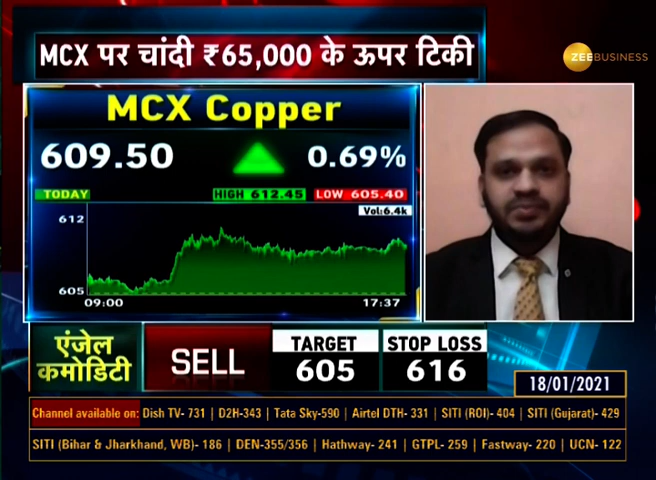 MCX पर चांदी ₹65,000 के ऊपर टिकी
ZEEBUSINESS
MCX Copper
609.50 0.69%
TODAY HIGH 612.45 LOW 605.40
Vol:6.4k
612
605
09:00 17:37
एंजेल कमोडिटी
SELL
TARGET
605
STOP LOSS
616
18/01/2021
Channel available on: Dish TV- 731 | D2H-343 | Tata Sky-590 | Airtel DTH- 331 | SITI (ROI)- 404 | SITI (Gujarat)- 429
SITI (Bihar & Jharkhand, WB)- 186 | DEN-355/356 | Hathway- 241 | GTPL- 259 | Fastway- 220 | UCN- 122